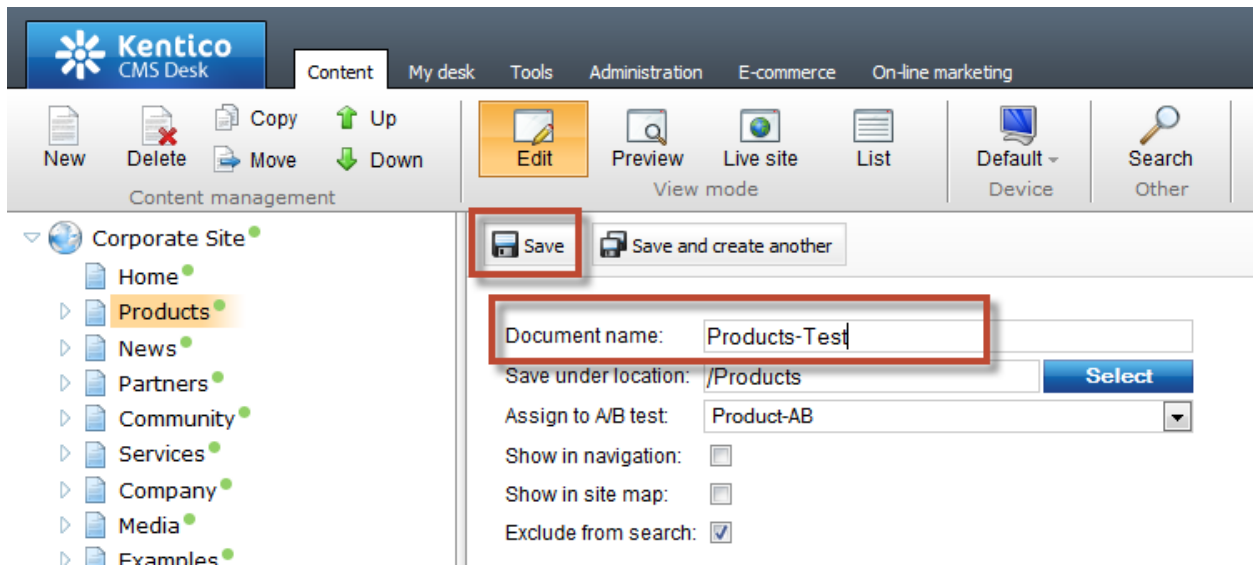 Kentico
CMS Desk
Content My desk Tools Administration E-commerce On-line marketing
New Delete Copy Move Up Down
Content management
Edit Preview Live site List
View mode
Default
Device
Search
Other
Corporate Site
Home
Products
News
Partners
Community
Services
Company
Media
Examples
Save Save and create another
Document name: Products-Test
Save under location: /Products Select
Assign to A/B test: Product-AB
Show in navigation:
Show in site map:
Exclude from search: